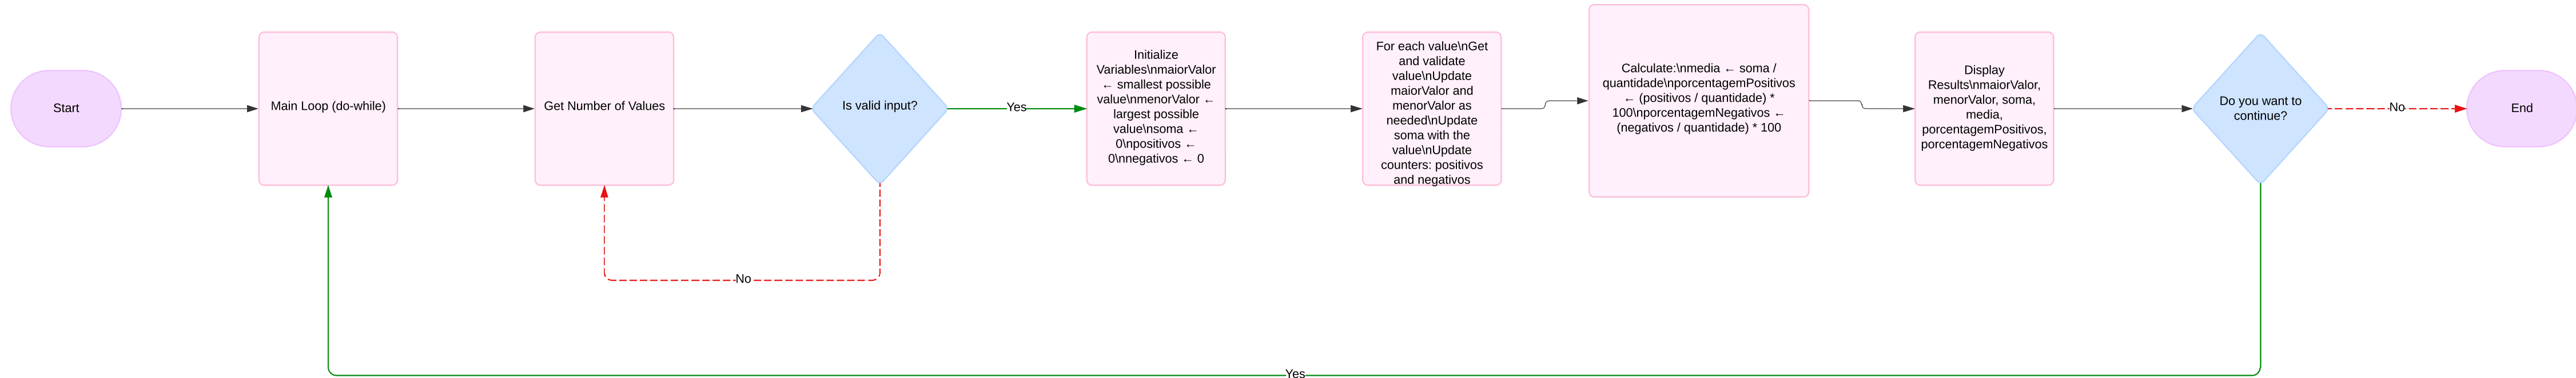 Start
Main Loop (do-while)
Get Number of Values
Is valid input?
Yes
No
Initialize
Variables\nmaiorValor
← smallest possible
value\nmenorValor ←
largest possible
value\nsoma ←
0\npositivos ←
0\nnegativos ← 0
For each value\nGet
and validate
value\nUpdate
maiorValor and
menorValor as
needed\nUpdate
soma with the
value\nUpdate
counters: positivos
and negativos
Calculate:\nmedia ← soma /
quantidade\nporcentagemPositivos
← (positivos / quantidade) *
100\nporcentagemNegativos ←
(negativos / quantidade) * 100
Display
Results\nmaiorValor,
menorValor, soma,
media,
porcentagemPositivos,
porcentagemNegativos
Do you want to
continue?
No
End
Yes